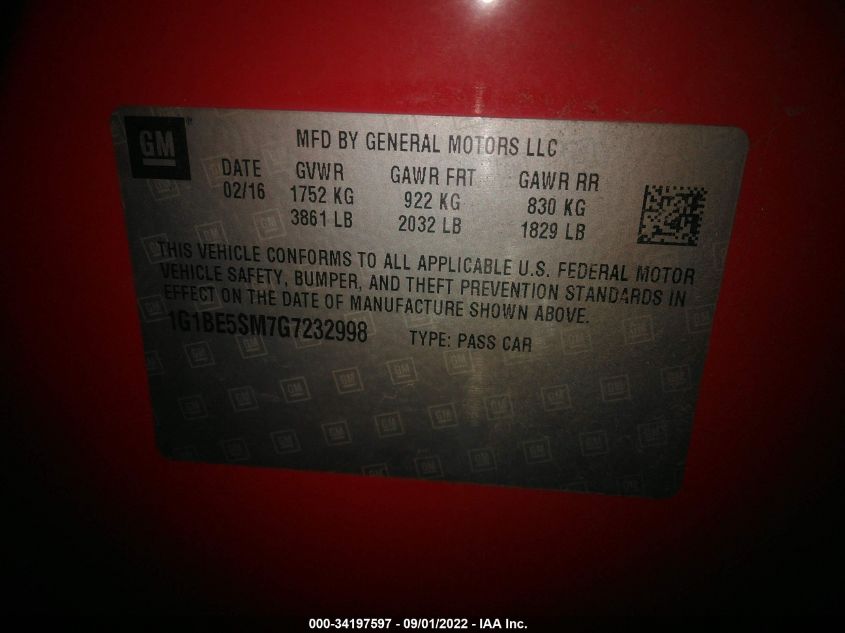 GM ®
MFD BY GENERAL MOTORS LLC
DATE GVWR GAWR FRT GAWR RR
02/16 1752 KG 922 KG 830 KG
3861 LB 2032 LB 1829 LB
THIS VEHICLE CONFORMS TO ALL APPLICABLE U.S. FEDERAL MOTOR
VEHICLE SAFETY, BUMPER, AND THEFT PREVENTION STANDARDS IN
EFFECT ON THE DATE OF MANUFACTURE SHOWN ABOVE.
1G1BE5SM7G7232998 TYPE: PASS CAR
000-34197597 - 09/01/2022 - IAA Inc.